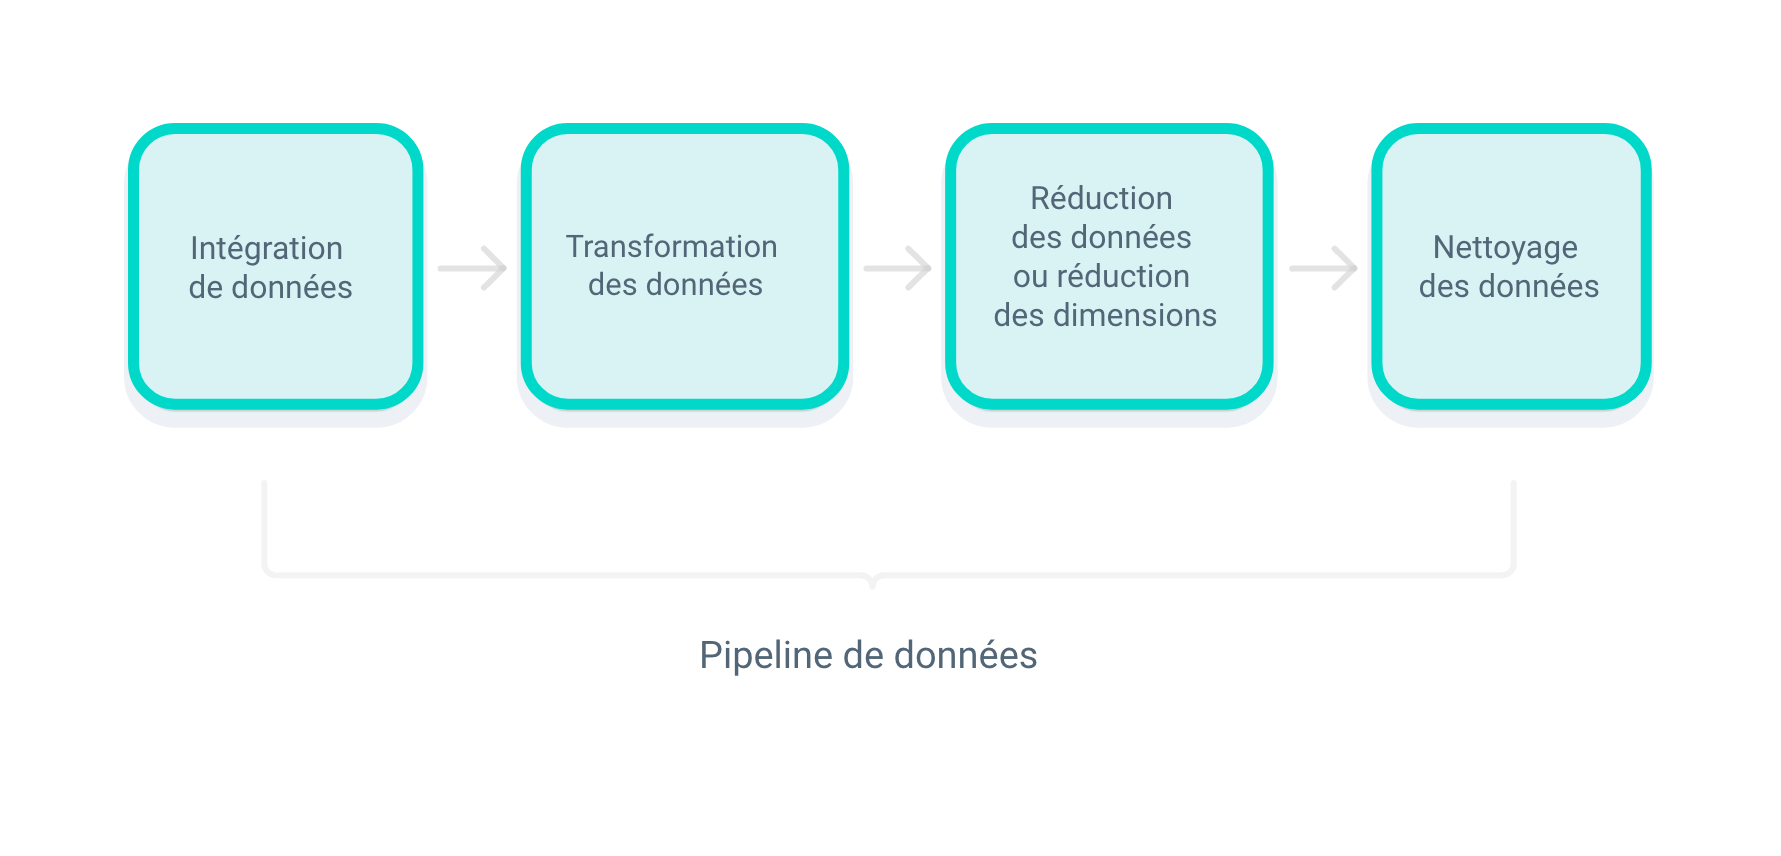 Intégration
de données
Transformation
des données
Réduction
des données
ou réduction
des dimensions
Nettoyage
des données
Pipeline de données